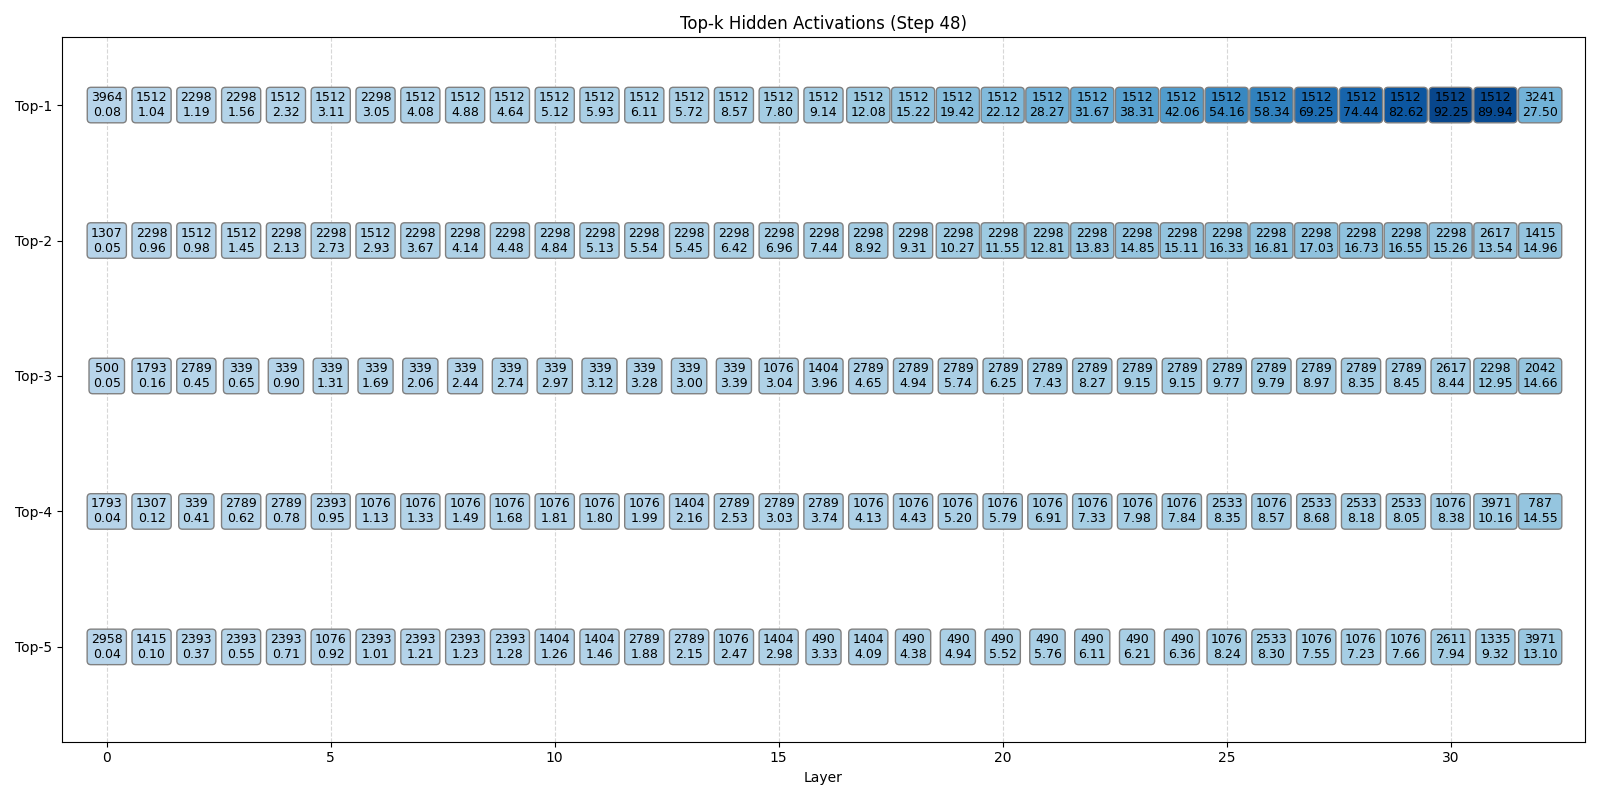 Top-k Hidden Activations (Step 48)
Top-1
3964 1512 2298 2298 1512 1512 2298 1512 1512 1512 1512 1512 1512 1512 1512 1512 1512 1512 1512 1512 1512 1512 1512 1512 1512 1512 1512 1512 1512 1512 1512 1512 3241
0.08 1.04 1.19 1.56 2.32 3.11 3.05 4.08 4.88 4.64 5.12 5.93 6.11 5.72 8.57 7.80 9.14 12.08 15.22 19.42 22.12 28.27 31.67 38.31 42.06 54.16 58.34 69.25 74.44 82.62 92.25 89.94 27.50
Top-2
1307 2298 1512 1512 2298 2298 1512 2298 2298 2298 2298 2298 2298 2298 2298 2298 2298 2298 2298 2298 2298 2298 2298 2298 2298 2298 2298 2298 2298 2298 2298 2617 1415
0.05 0.96 0.98 1.45 2.13 2.73 2.93 3.67 4.14 4.48 4.84 5.13 5.54 5.45 6.42 6.96 7.44 8.92 9.31 10.27 11.55 12.81 13.83 14.85 15.11 16.33 16.81 17.03 16.73 16.55 15.26 13.54 14.96
Top-3
500 1793 2789 339 339 339 339 339 339 339 339 339 339 339 339 1076 1404 2789 2789 2789 2789 2789 2789 2789 2789 2789 2789 2789 2789 2789 2617 2298 2042
0.05 0.16 0.45 0.65 0.90 1.31 1.69 2.06 2.44 2.74 2.97 3.12 3.28 3.00 3.39 3.04 3.96 4.65 4.94 5.74 6.25 7.43 8.27 9.15 9.15 9.77 9.79 8.97 8.35 8.45 8.44 12.95 14.66
Top-4
1793 1307 339 2789 2789 2393 1076 1076 1076 1076 1076 1076 1076 1404 2789 2789 2789 1076 1076 1076 1076 1076 1076 1076 1076 2533 1076 2533 2533 2533 1076 3971 787
0.04 0.12 0.41 0.62 0.78 0.95 1.13 1.33 1.49 1.68 1.81 1.80 1.99 2.16 2.53 3.03 3.74 4.13 4.43 5.20 5.79 6.91 7.33 7.98 7.84 8.35 8.57 8.68 8.18 8.05 8.38 10.16 14.55
Top-5
2958 1415 2393 2393 2393 1076 2393 2393 2393 2393 1404 1404 2789 2789 1076 1404 490 1404 490 490 490 490 490 490 490 1076 2533 1076 1076 1076 2611 1335 3971
0.04 0.10 0.37 0.55 0.71 0.92 1.01 1.21 1.23 1.28 1.26 1.46 1.88 2.15 2.47 2.98 3.33 4.09 4.38 4.94 5.52 5.76 6.11 6.21 6.36 8.24 8.30 7.55 7.23 7.66 7.94 9.32 13.10
0 5 10 15 20 25 30
Layer